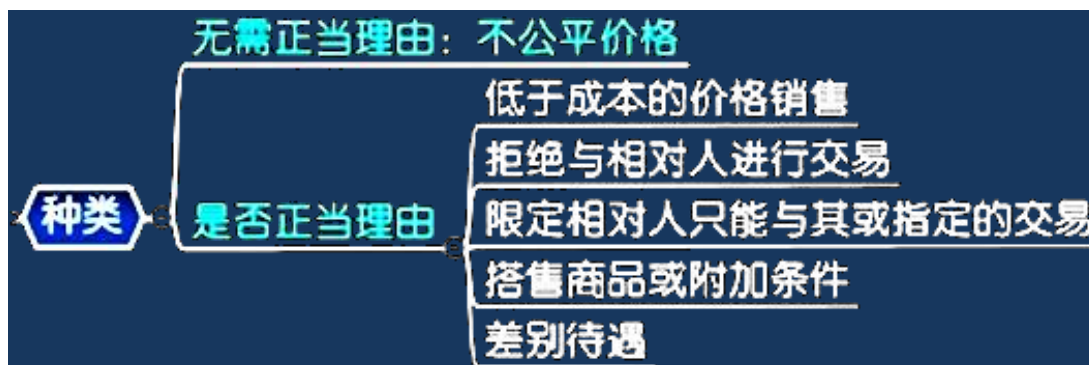 无需正当理由：不公平价格
低于成本的价格销售
拒绝与相对人进行交易
种类
是否正当理由
限定相对人只能与其或指定的交易
搭售商品或附加条件
差别待遇